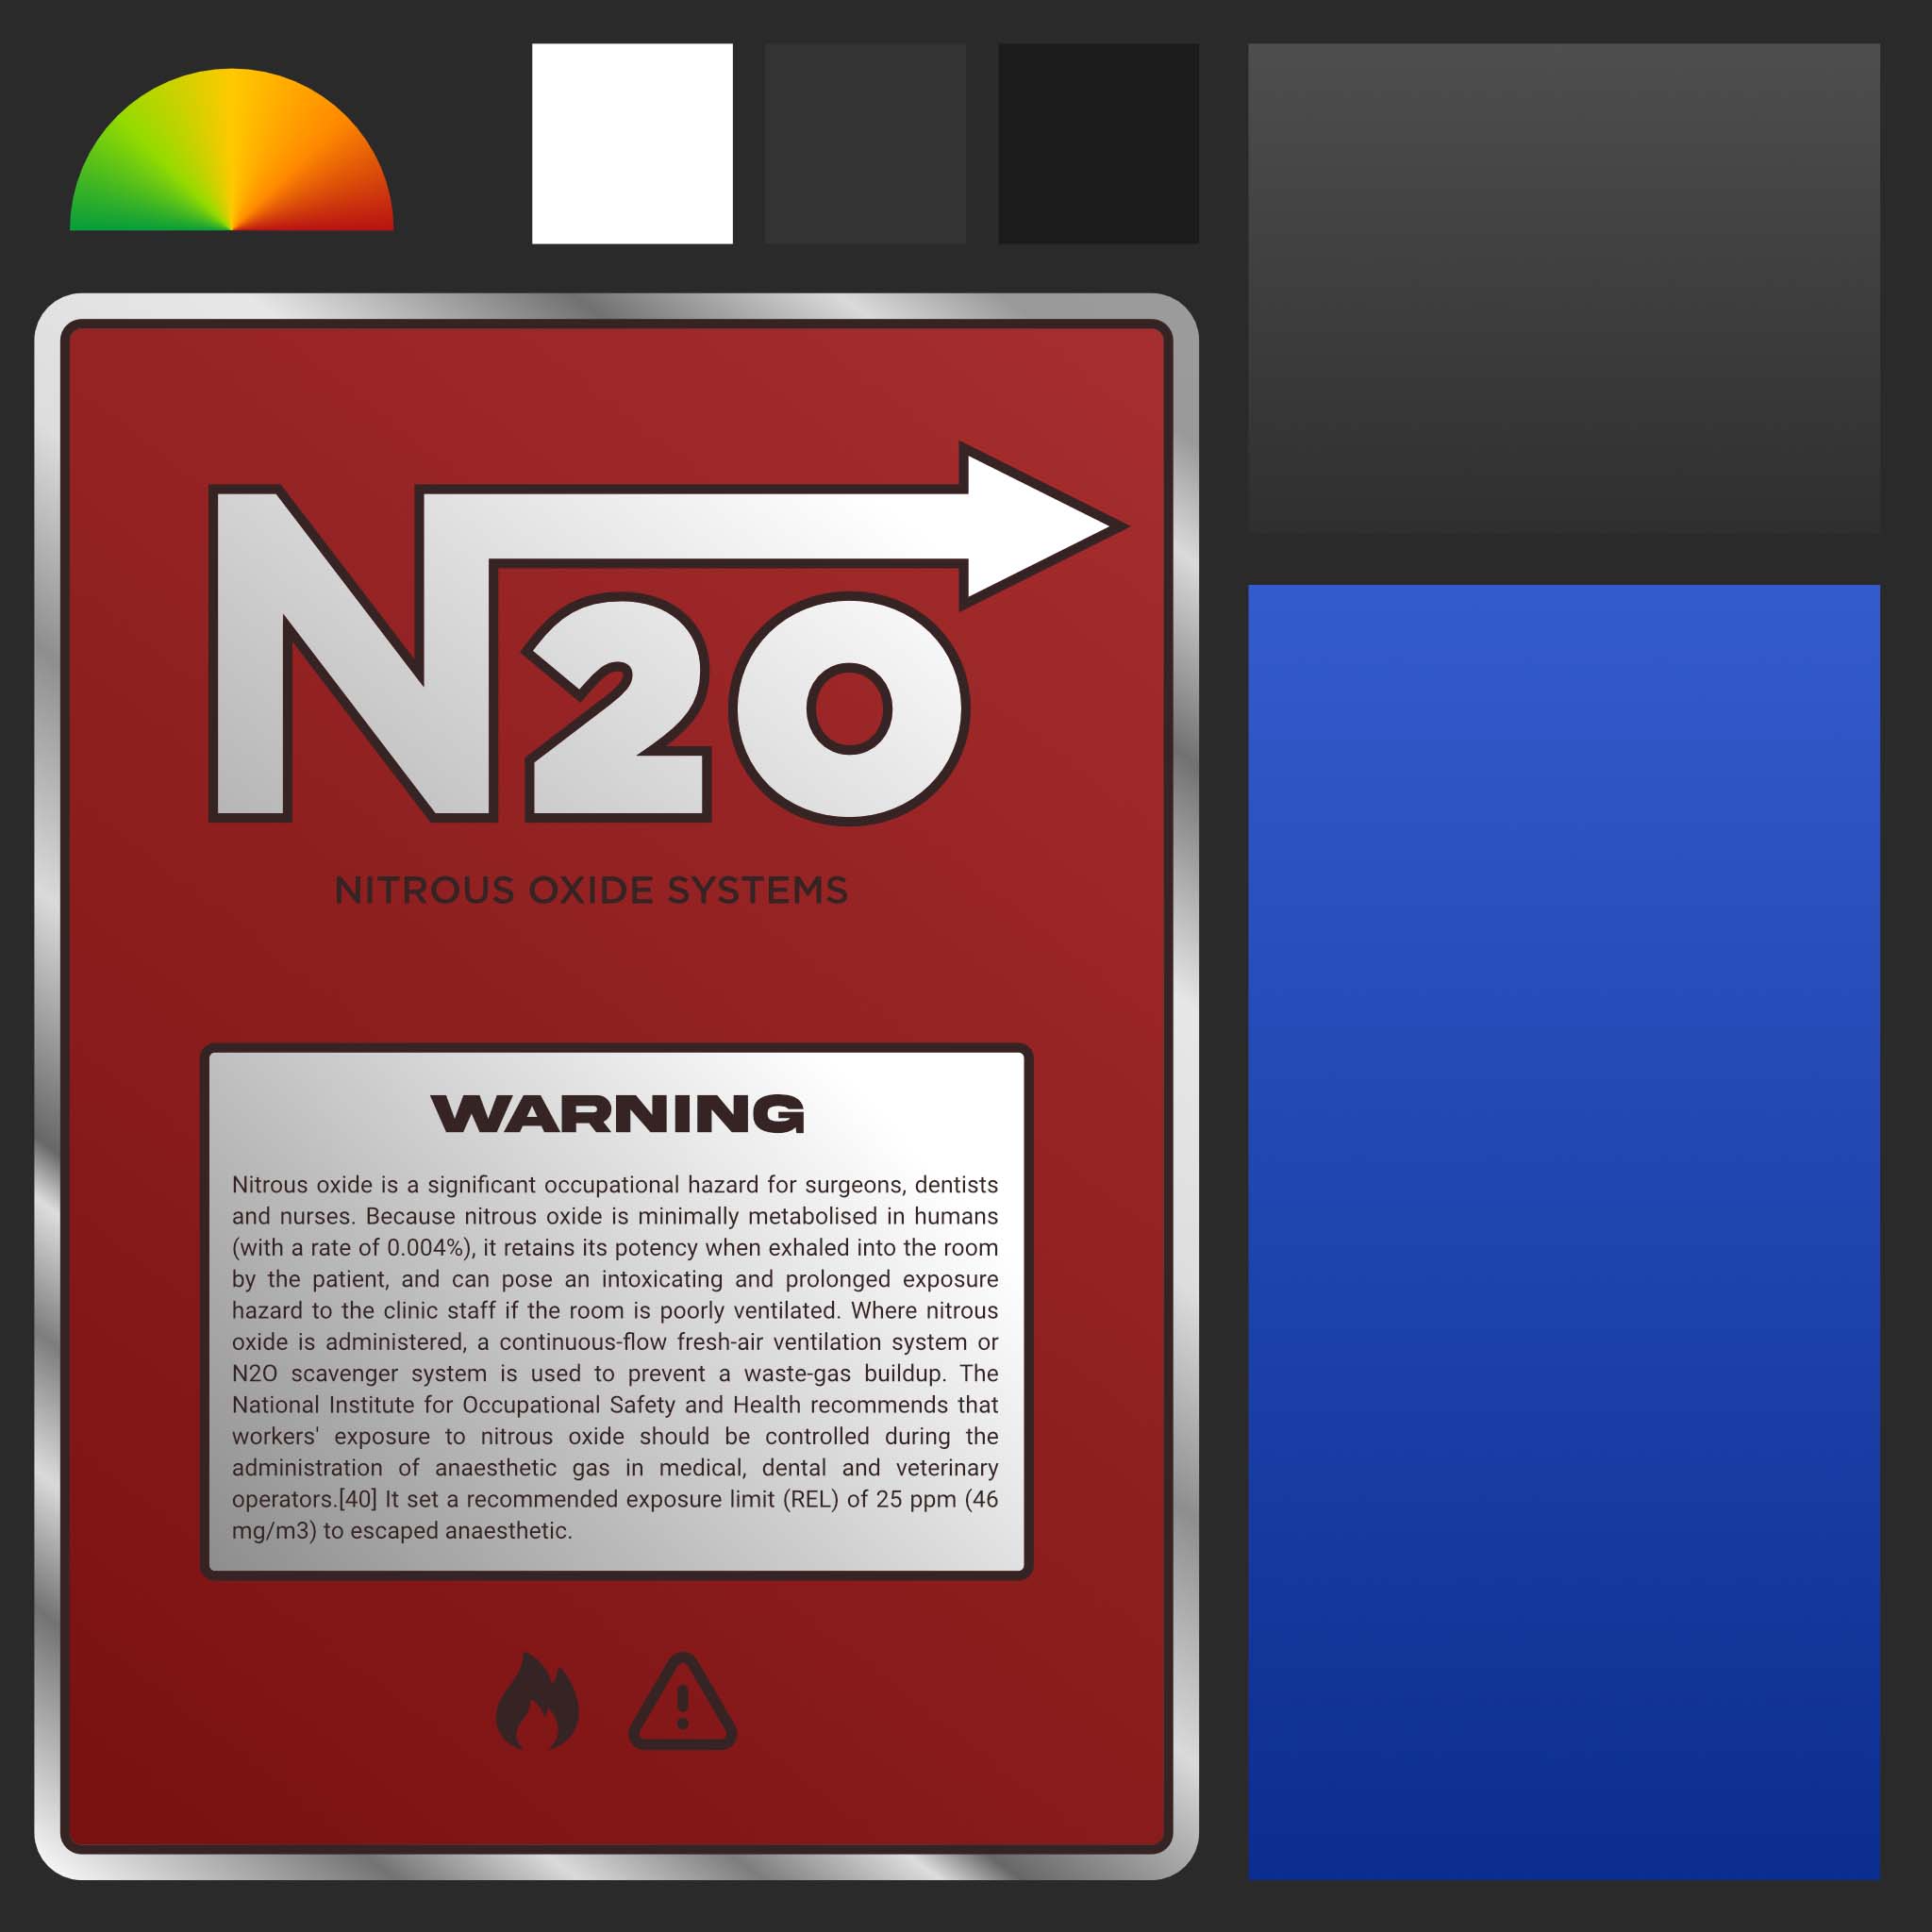 N2O
NITROUS OXIDE SYSTEMS
WARNING
Nitrous oxide is a significant occupational hazard for surgeons, dentists
and nurses. Because nitrous oxide is minimally metabolised in humans
(with a rate of 0.004%), it retains its potency when exhaled into the room
by the patient, and can pose an intoxicating and prolonged exposure
hazard to the clinic staff if the room is poorly ventilated. Where nitrous
oxide is administered, a continuous-flow fresh-air ventilation system or
N2O scavenger system is used to prevent a waste-gas buildup. The
National Institute for Occupational Safety and Health recommends that
workers' exposure to nitrous oxide should be controlled during the
administration of anaesthetic gas in medical, dental and veterinary
operators.[40] It set a recommended exposure limit (REL) of 25 ppm (46
mg/m3) to escaped anaesthetic.